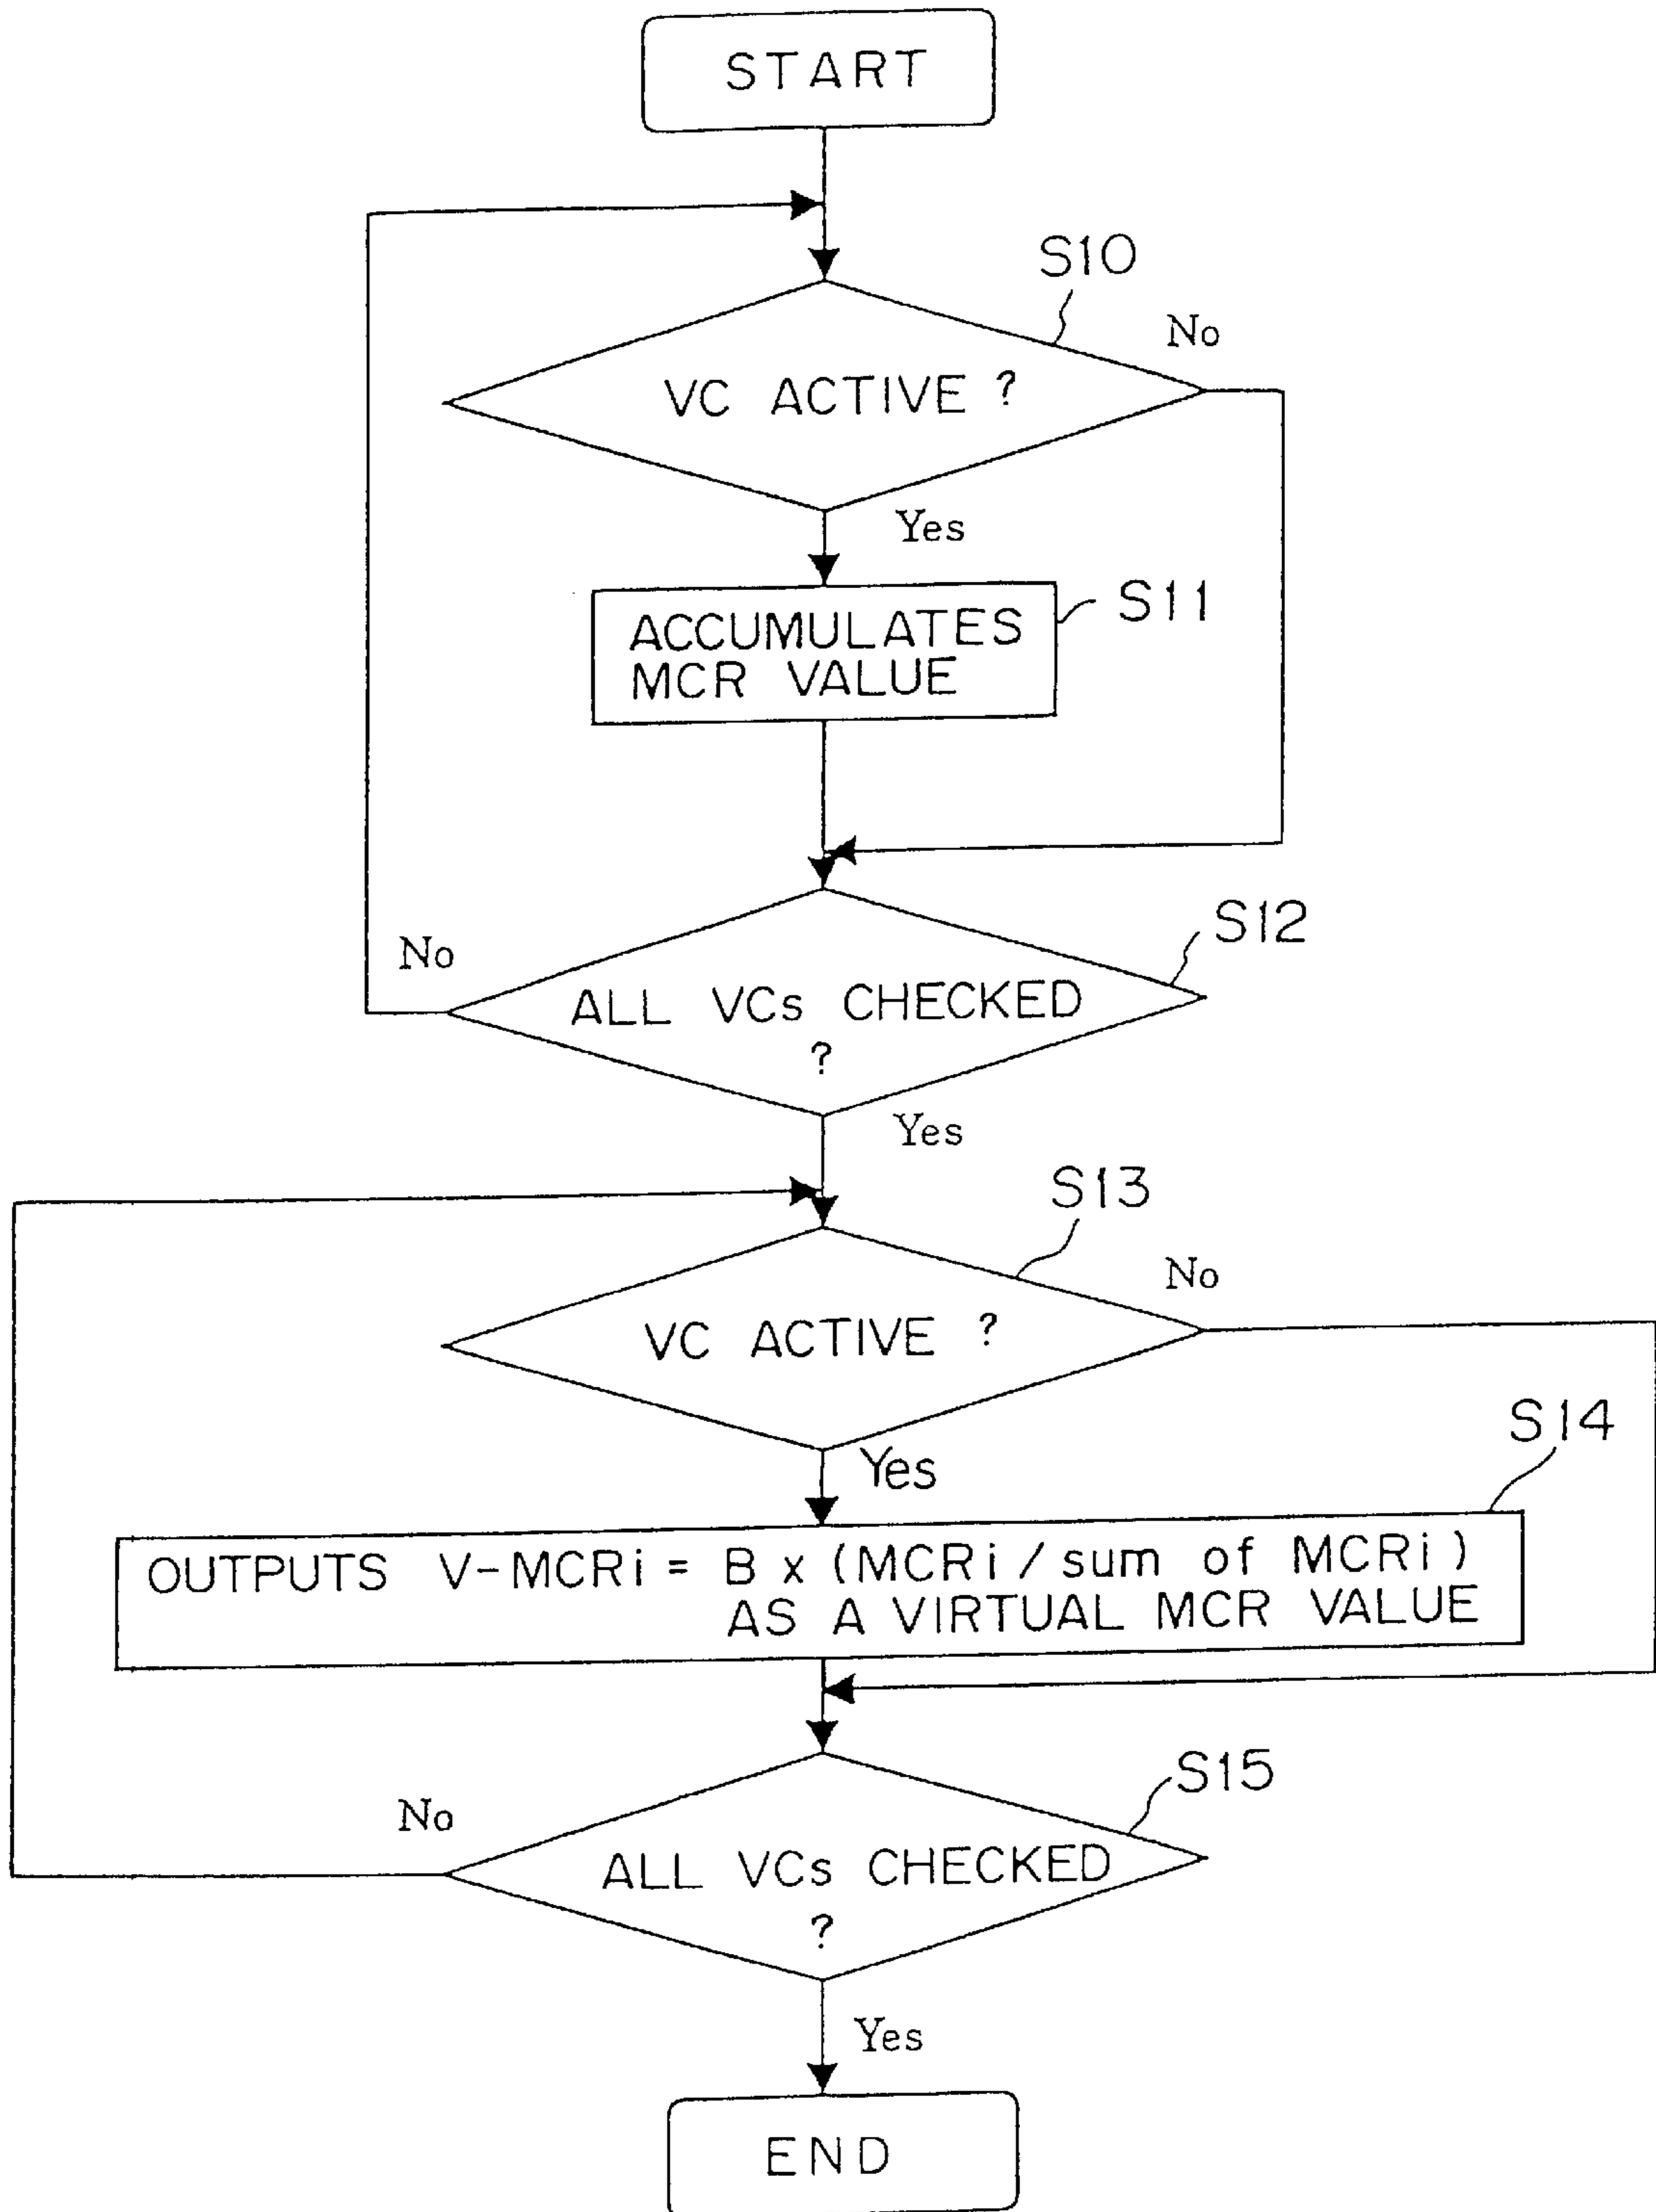 START
S10
No
VC ACTIVE ?
Yes
S11
ACCUMULATES
MCR VALUE
S12
No
ALL VCs CHECKED
?
Yes
S13
No
VC ACTIVE ?
S14
Yes
OUTPUTS V-MCRi = B x (MCRi / sum of MCRi)
AS A VIRTUAL MCR VALUE
S15
No
ALL VCs CHECKED
?
Yes
END